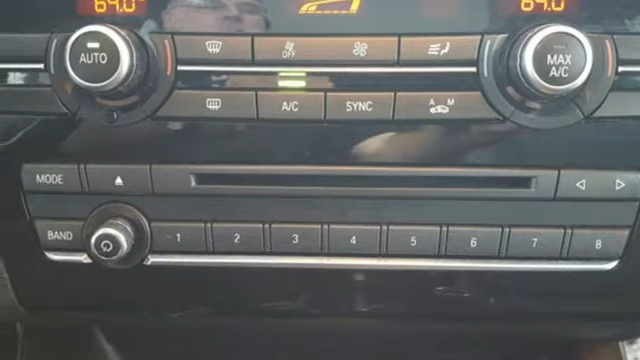 64.0 64.0
AUTO OFF MAX
A/C
A/C SYNC A M
MODE
BAND 1 2 3 4 5 6 7 8